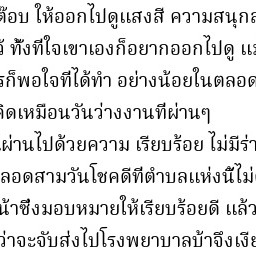 ต๊อบ ให้ออกไปดูแสงสี ความสนุก
ทั้งที่ใจเขาเองก็อยากออกไปดู
ก็พอใจที่ได้ทำ อย่างน้อยในตลอด
คิดเหมือนวันว่างงานที่ผ่านๆ
ผ่านไปด้วยความ เรียบร้อย ไม่มีร่
ลอดสามวันโชคดีที่ตำบลแห่งนี้ไม่
น้าซึ่งมอบหมายให้เรียบร้อยดี แล้ว
ว่าจะจับส่งไปโรงพยาบาลบ้าจึงเงี